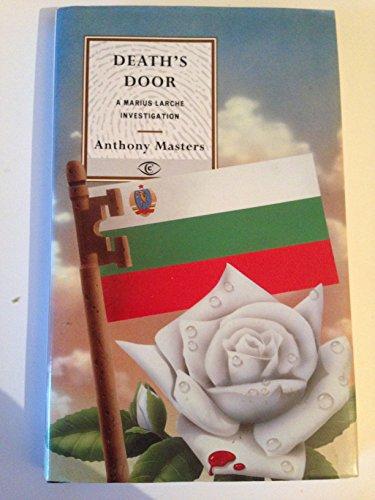 DEATH'S
DOOR
A MARIUS LARCHE
INVESTIGATION
Anthony Masters